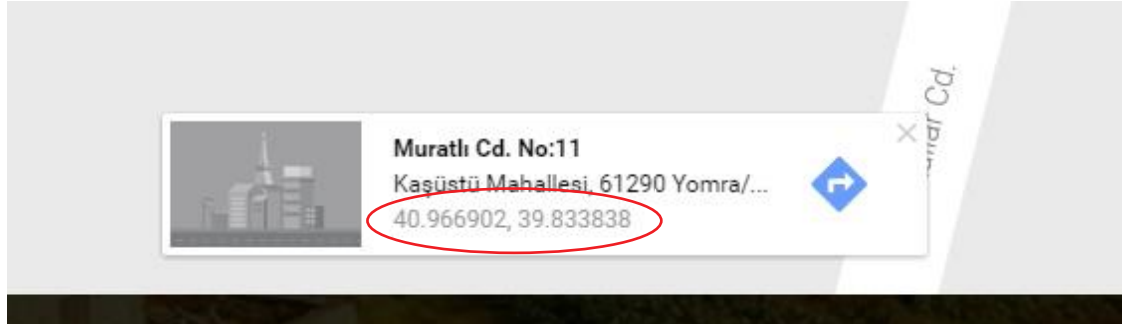 Cd.
Muratlı Cd. No:11
Kaşüstü Mahallesi, 61290 Yomra/...
40.966902, 39.833838